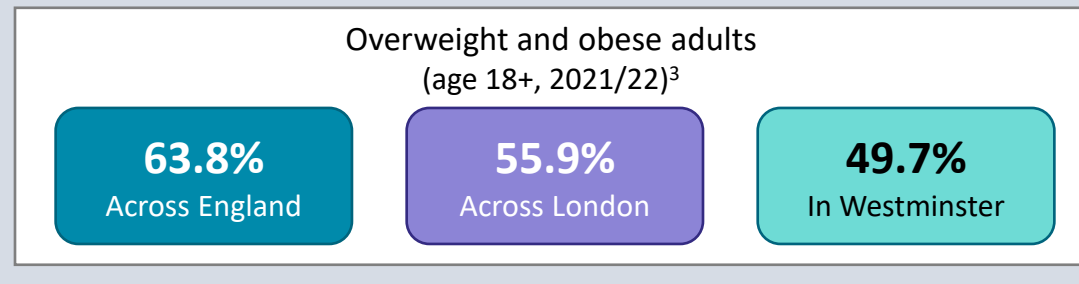 Overweight and obese adults
(age 18+, 2021/22)³
63.8%
Across England
55.9%
Across London
49.7%
In Westminster